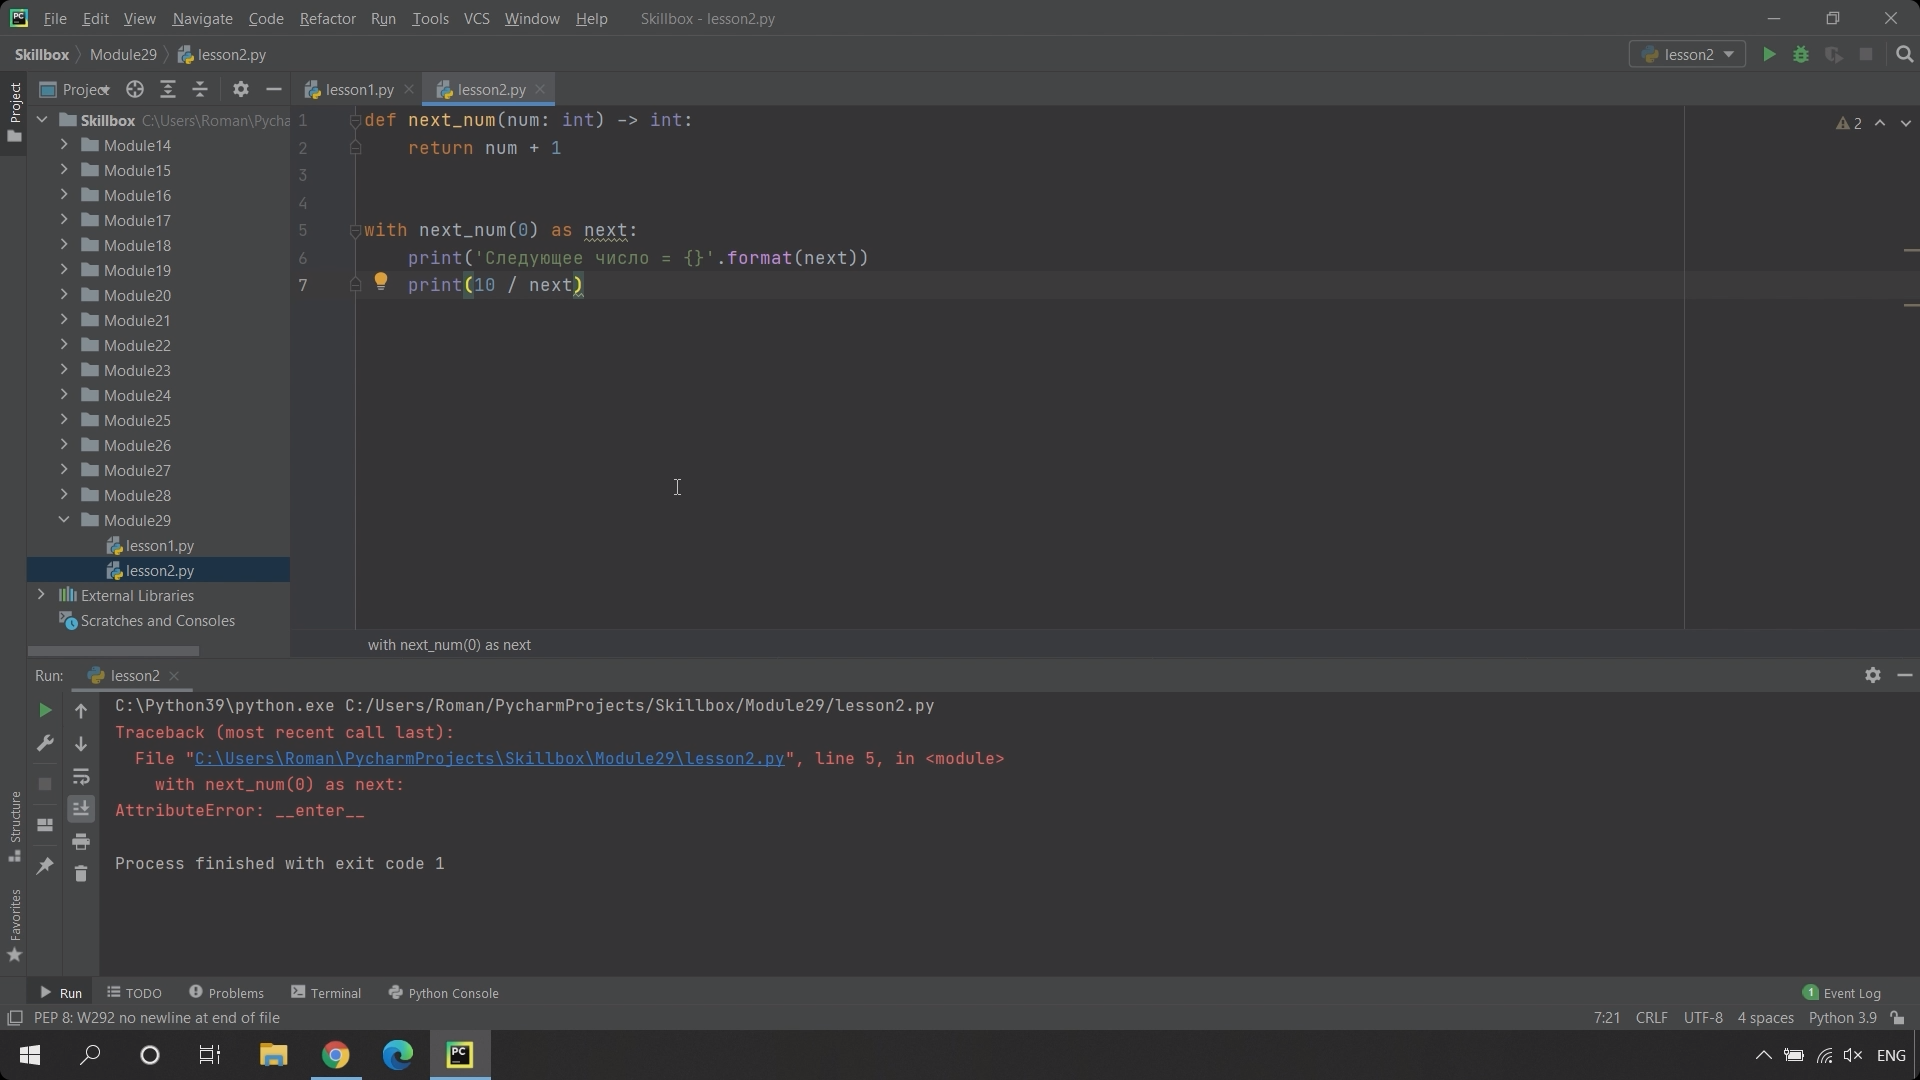 PC File Edit View Navigate Code Refactor Run Tools VCS Window Help Skillbox - lesson2.py
Skillbox Module29 lesson2.py lesson2
Project
Project lesson1.py lesson2.py
Skillbox C:\Users\Roman\Pycha
Module14
Module15
Module16
Module17
Module18
Module19
Module20
Module21
Module22
Module23
Module24
Module25
Module26
Module27
Module28
Module29
lesson1.py
lesson2.py
External Libraries
Scratches and Consoles
1 def next_num(num: int) -> int:
2 return num + 1
3
4
5 with next_num(0) as next:
6 print('Следующее число = {}'.format(next))
7 print(10 / next)
2
with next_num(0) as next
Run: lesson2
C:\Python39\python.exe C:/Users/Roman/PycharmProjects/Skillbox/Module29/lesson2.py
Traceback (most recent call last):
File "C:\Users\Roman\PycharmProjects\Skillbox\Module29\lesson2.py", line 5, in <module>
with next_num(0) as next:
AttributeError: __enter__
Process finished with exit code 1
Structure
Favorites
Run TODO Problems Terminal Python Console 1 Event Log
PEP 8: W292 no newline at end of file 7:21 CRLF UTF-8 4 spaces Python 3.9
PC ENG